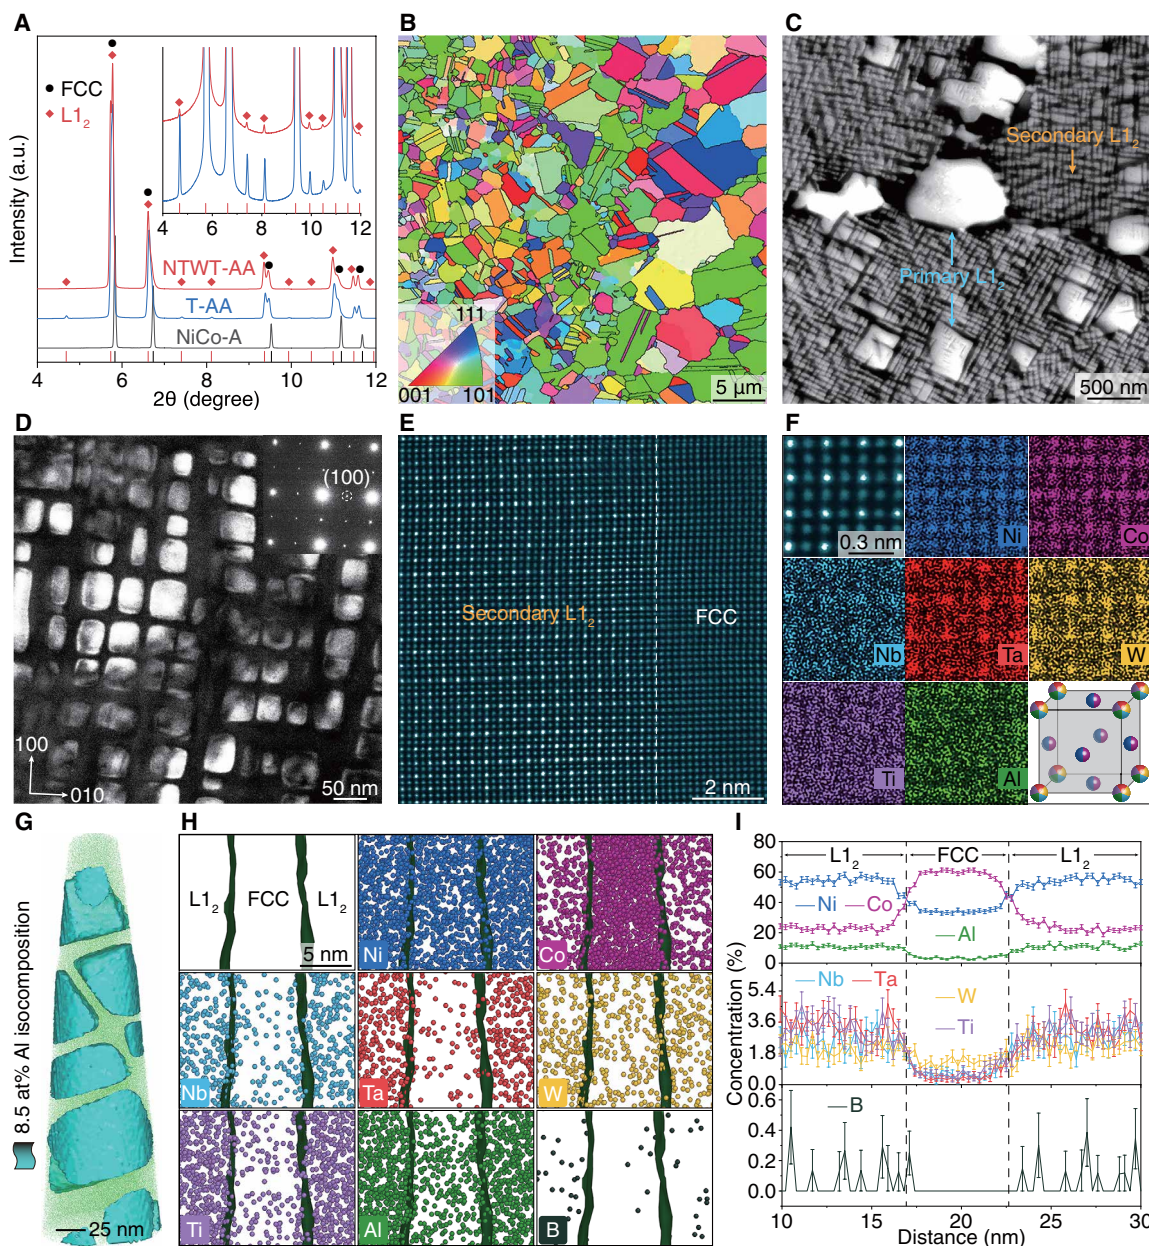 A
FCC
L1₂
Intensity (a.u.)
4 6 8 10 12
NTWT-AA
T-AA
NiCo-A
4 6 8 10 12
2θ (degree)
B
111
001 101
5 μm
C
Secondary L1₂
Primary L1₂
500 nm
D
(100)
100
010
50 nm
E
Secondary L1₂
FCC
2 nm
F
0.3 nm
Ni
Co
Nb
Ta
W
Ti
Al
G
8.5 at% Al isocomposition
25 nm
H
L1₂ FCC L1₂
5 nm
Ni
Co
Nb
Ta
W
Ti
Al
B
I
L1₂ FCC L1₂
Ni Co
Al
80
60
40
20
0
Nb Ta
W
Ti
5.4
3.6
1.8
0.0
B
0.6
0.4
0.2
0.0
Concentration (%)
10 15 20 25 30
Distance (nm)